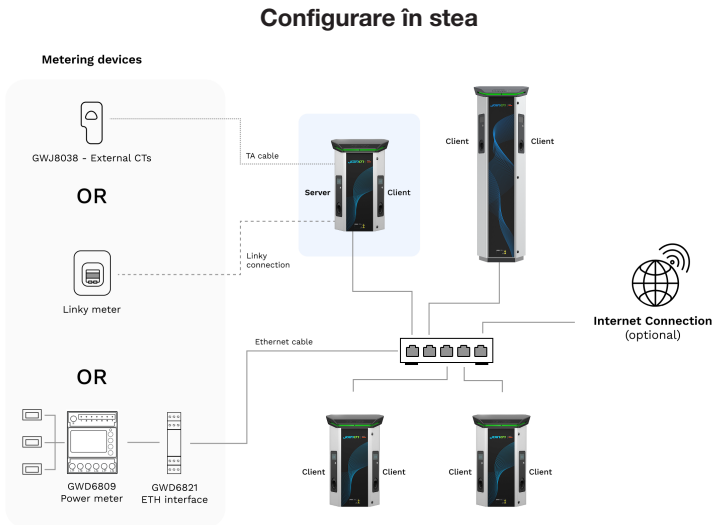 Configurare în stea
Metering devices
GWJ8038 - External CTs
TA cable
OR
Server
Client
Client
Client
Linky
connection
Linky meter
Internet Connection
(optional)
Ethernet cable
OR
GWD6809
Power meter
GWD6821
ETH interface
Client
Client
Client
Client